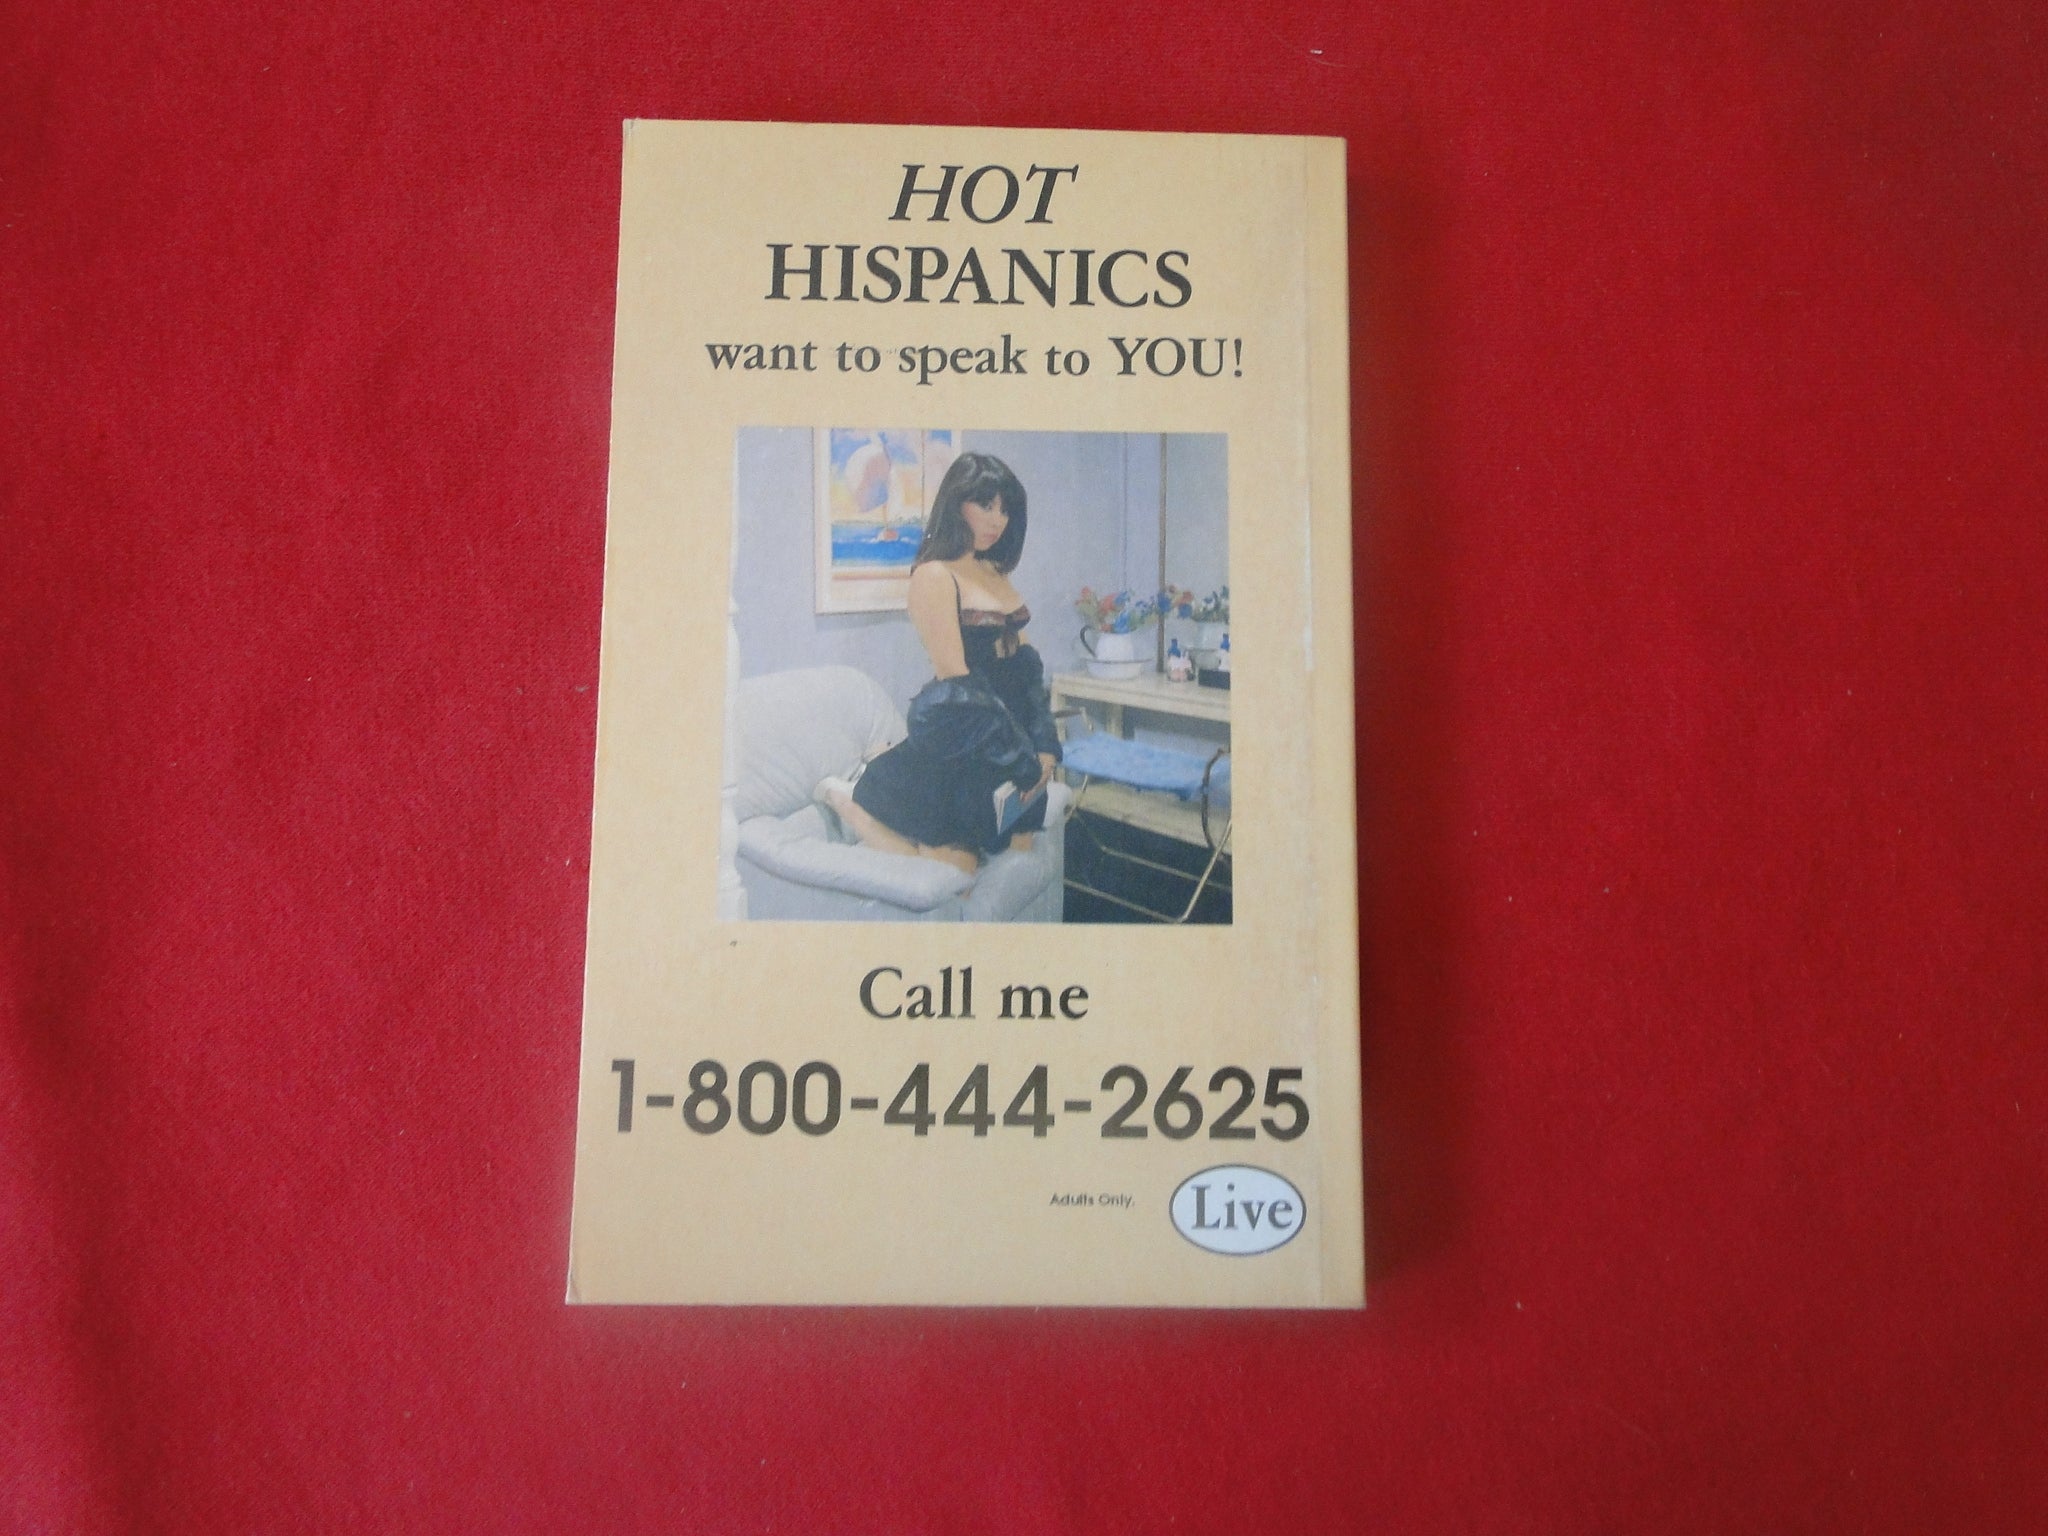 HOT
HISPANICS
want to speak to YOU!
Call me
1-800-444-2625
Adults Only.
Live